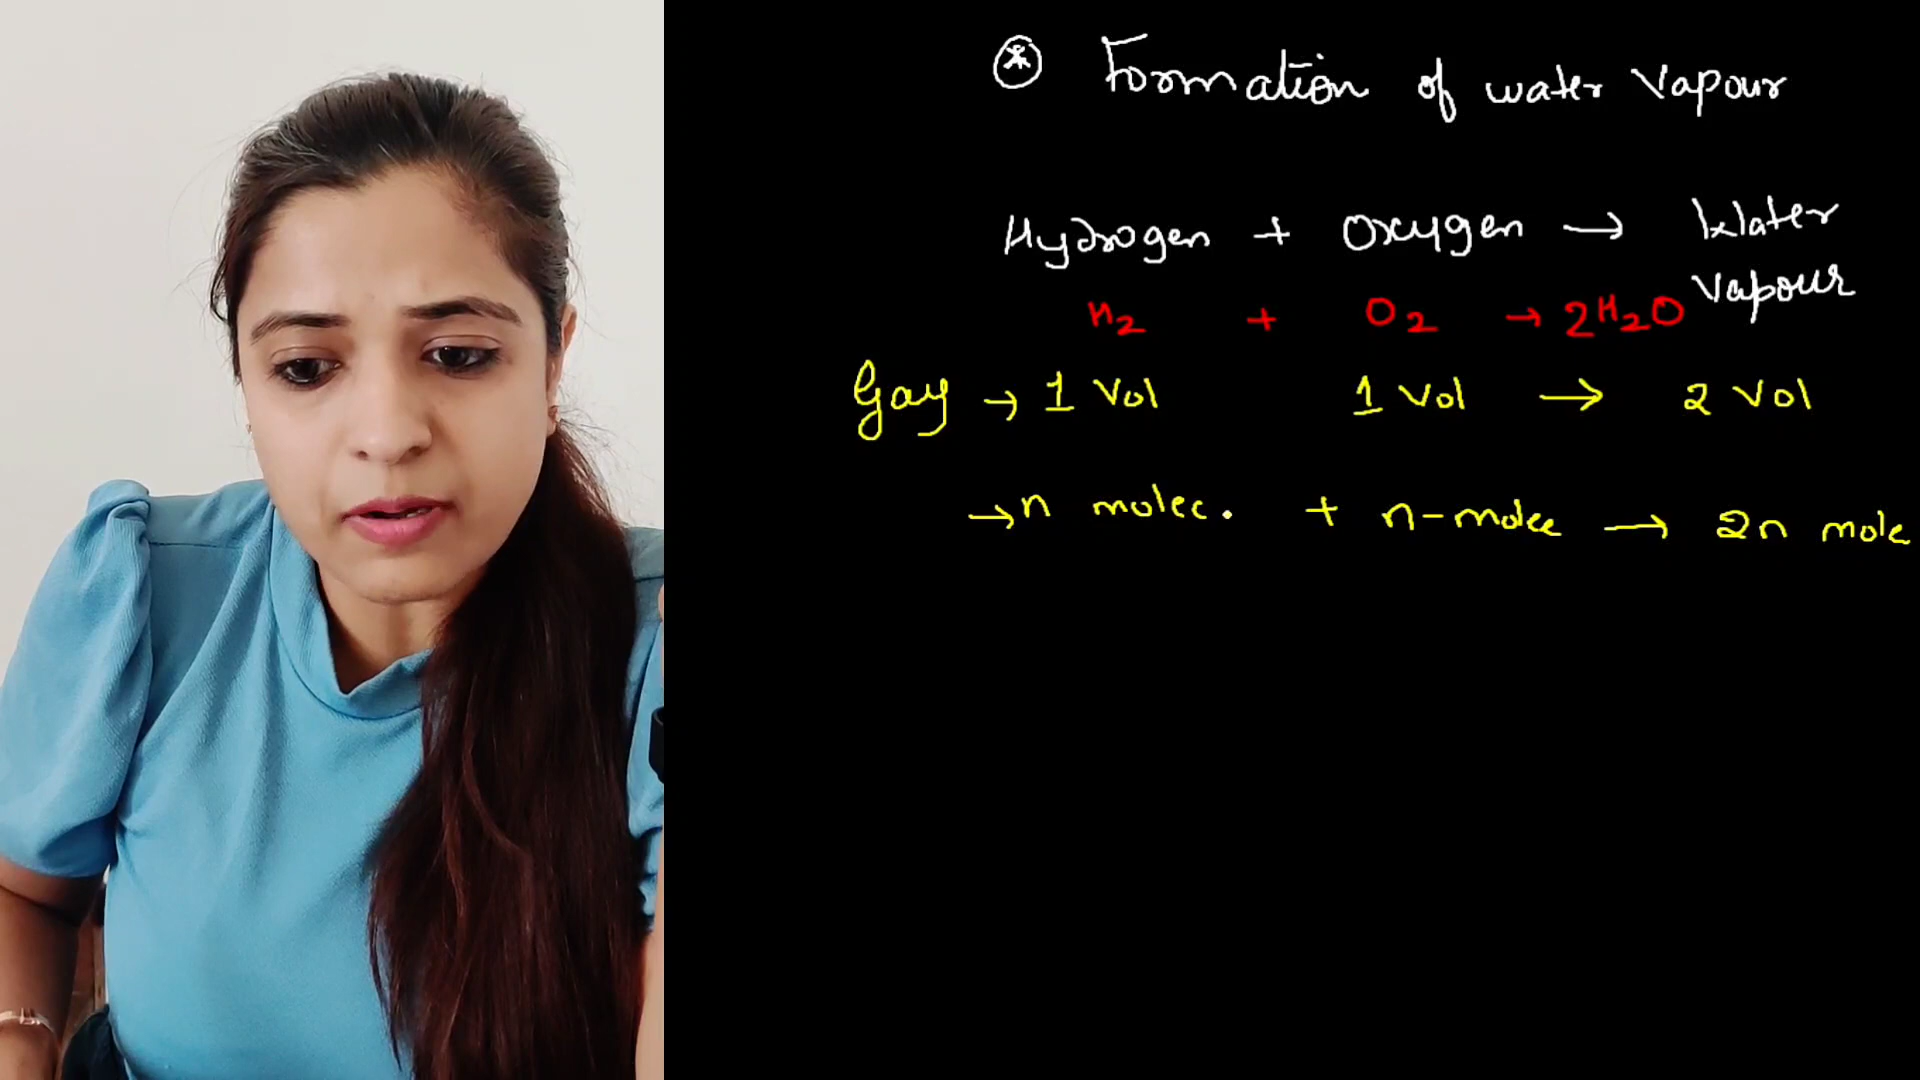 * Formation of water vapour
Hydrogen + Oxygen → Water
vapour
H2 + O2 → 2H2O
Gay → 1 Vol 1 Vol → 2 Vol
→ n molec. + n-molec → 2n mole